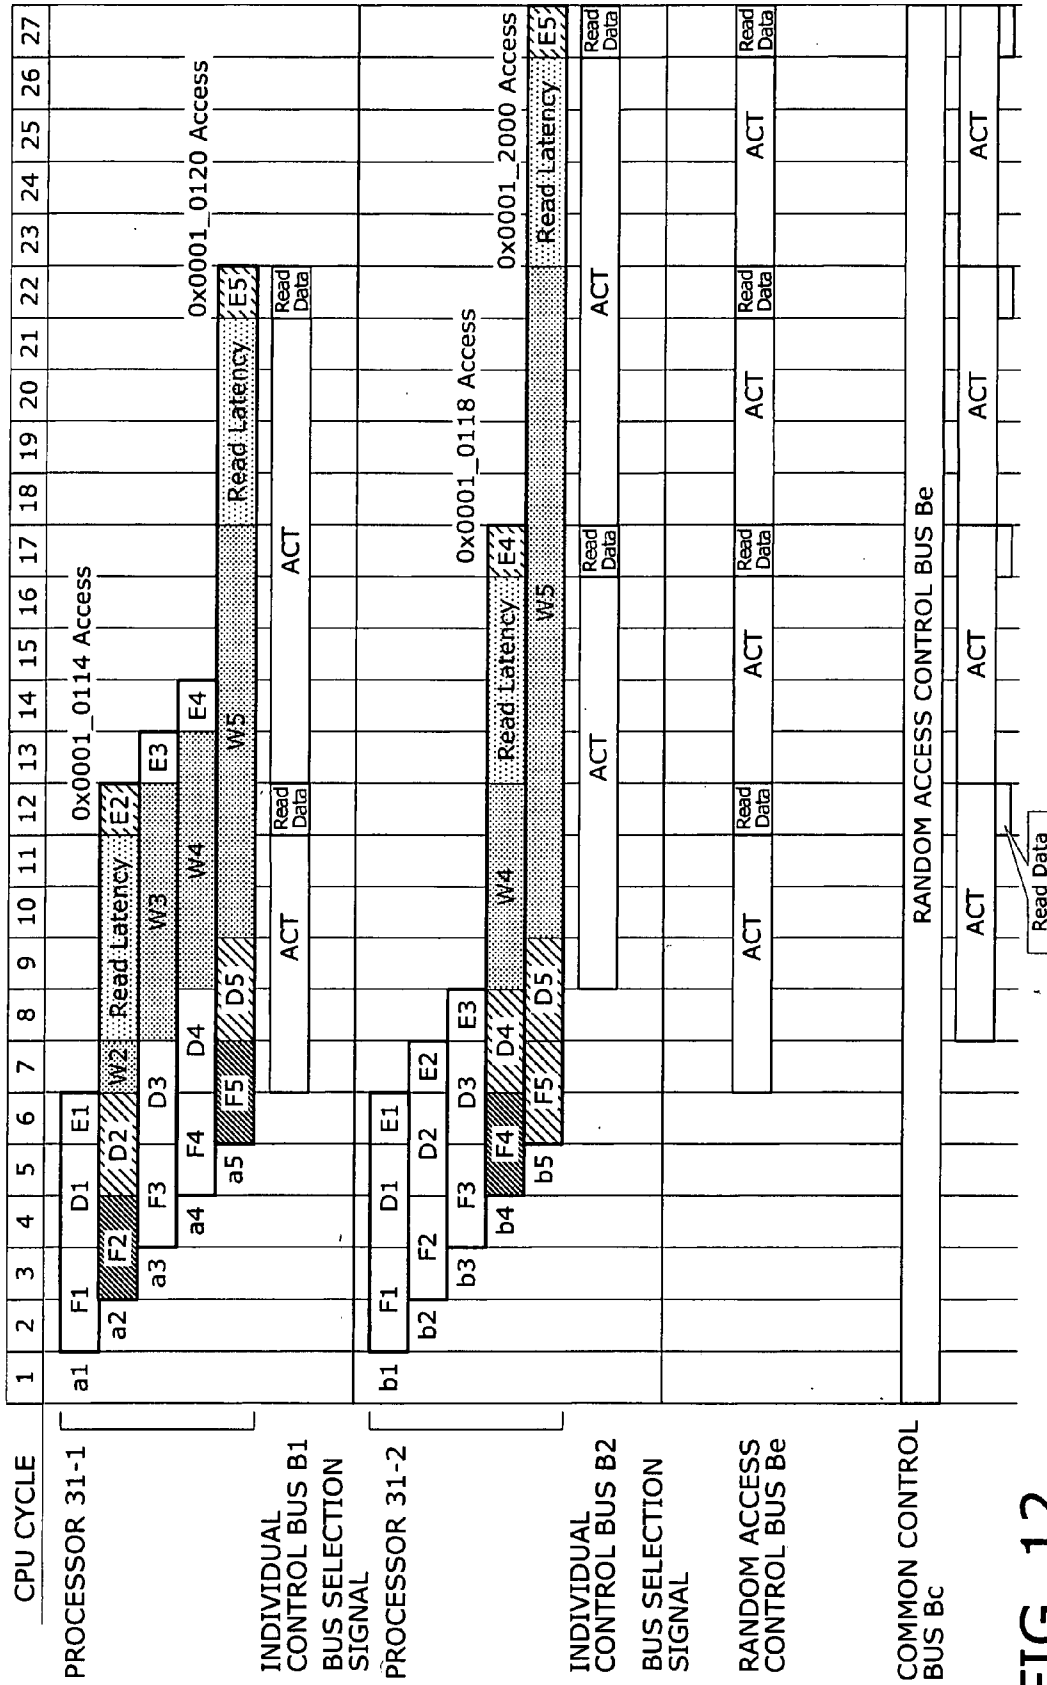 CPU CYCLE 1 2 3 4 5 6 7 8 9 10 11 12 13 14 15 16 17 18 19 20 21 22 23 24 25 26 27
PROCESSOR 31-1
a1 F1 D1 E1
0x0001_0114 Access
a2 F2 D2 W2 Read Latency E2
a3 F3 D3 W3 E3
a4 F4 D4 W4 E4
0x0001_0120 Access
a5 F5 D5 W5 Read Latency E5
INDIVIDUAL
CONTROL BUS B1
ACT Read
Data ACT Read
Data
BUS SELECTION
SIGNAL
PROCESSOR 31-2
b1 F1 D1 E1
b2 F2 D2 E2
b3 F3 D3 E3
0x0001_0118 Access
b4 F4 D4 W4 Read Latency E4
0x0001_2000 Access
b5 F5 D5 W5 Read Latency E5
INDIVIDUAL
CONTROL BUS B2
ACT Read
Data ACT Read
Data
BUS SELECTION
SIGNAL
RANDOM ACCESS
CONTROL BUS Be
ACT Read
Data ACT Read
Data ACT Read
Data ACT Read
Data
COMMON CONTROL
BUS Bc
RANDOM ACCESS CONTROL BUS Be
ACT ACT ACT ACT
Read Data
FIG. 12